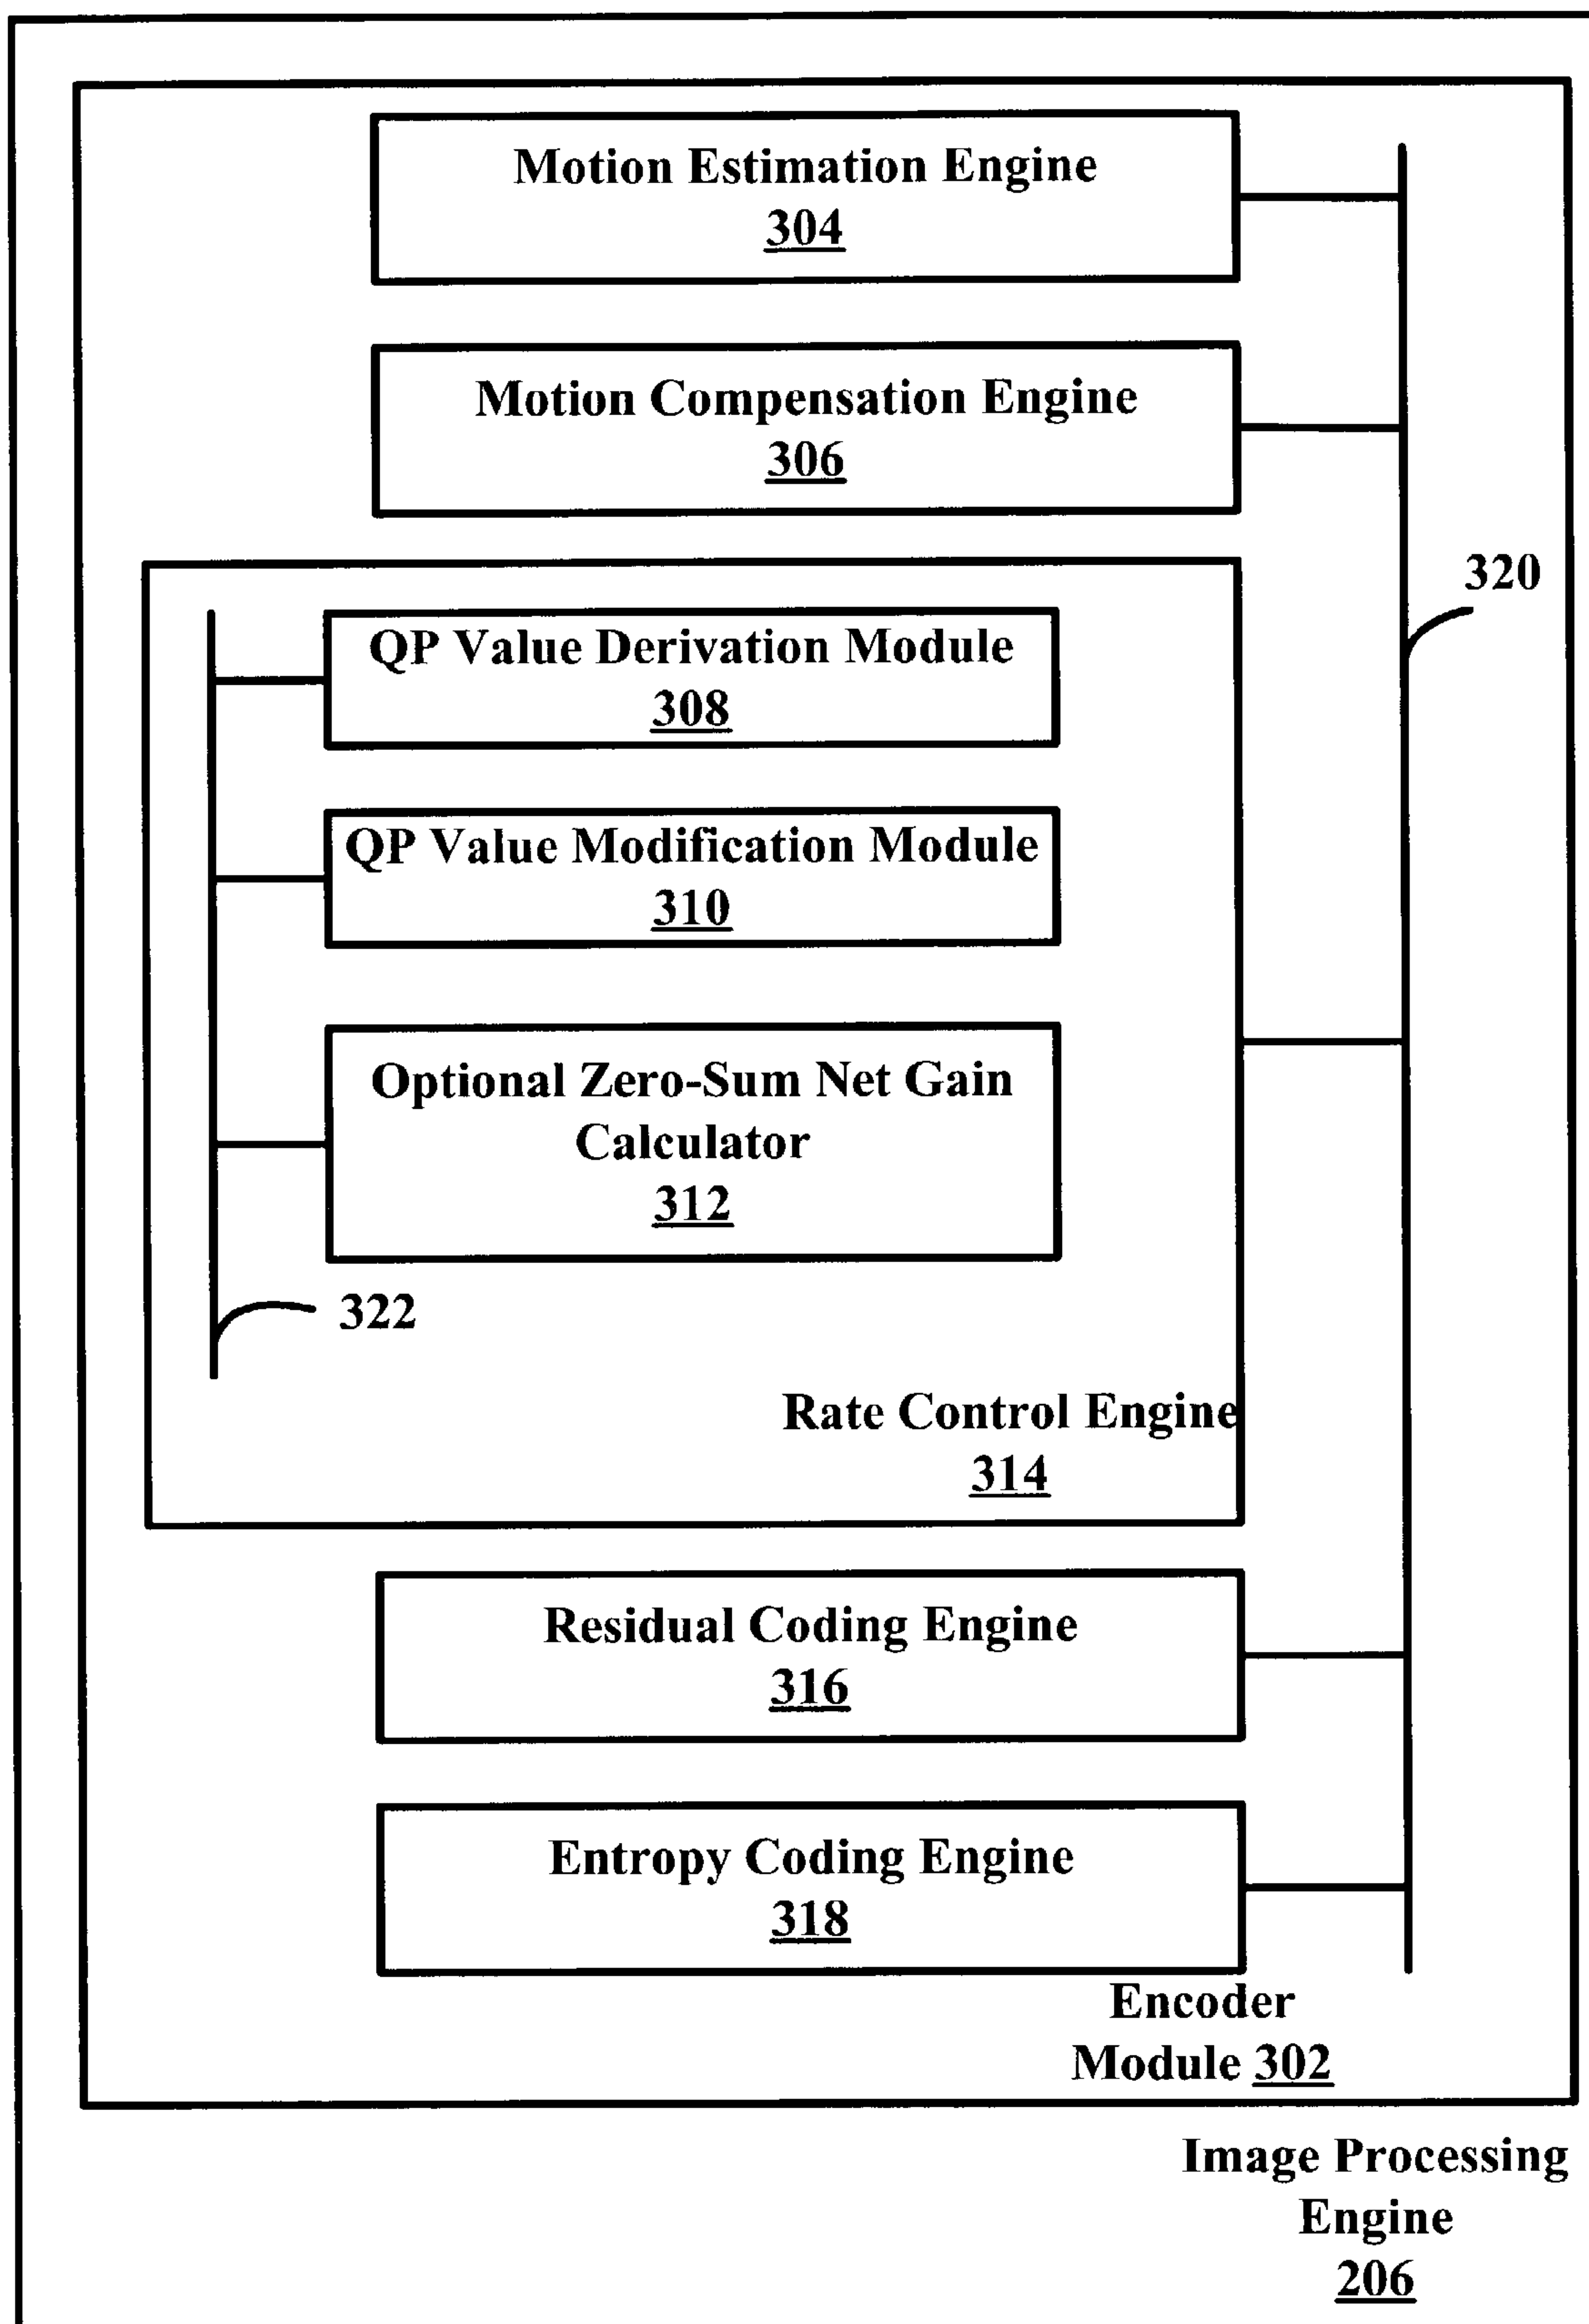 Motion Estimation Engine
304
Motion Compensation Engine
306
320
QP Value Derivation Module
308
QP Value Modification Module
310
Optional Zero-Sum Net Gain
Calculator
312
322
Rate Control Engine
314
Residual Coding Engine
316
Entropy Coding Engine
318
Encoder
Module 302
Image Processing
Engine
206